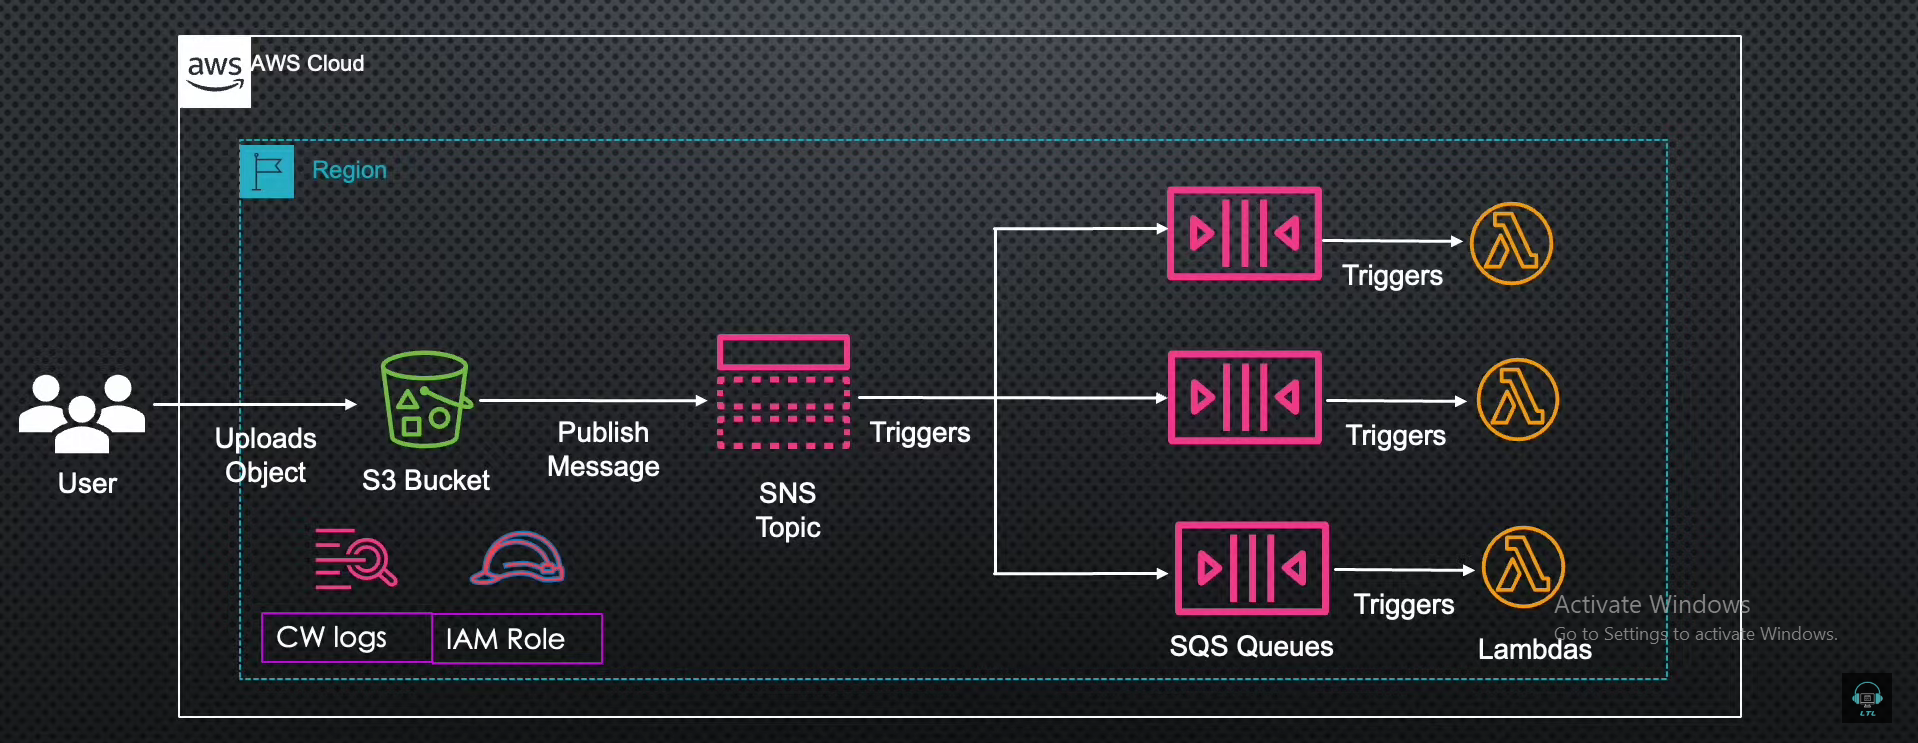 aws
AWS Cloud
Region
Triggers
User
Uploads
Object
S3 Bucket
Publish
Message
SNS
Topic
Triggers
Triggers
CW logs
IAM Role
SQS Queues
Triggers
Lambdas
Activate Windows
Go to Settings to activate Windows.
LTL